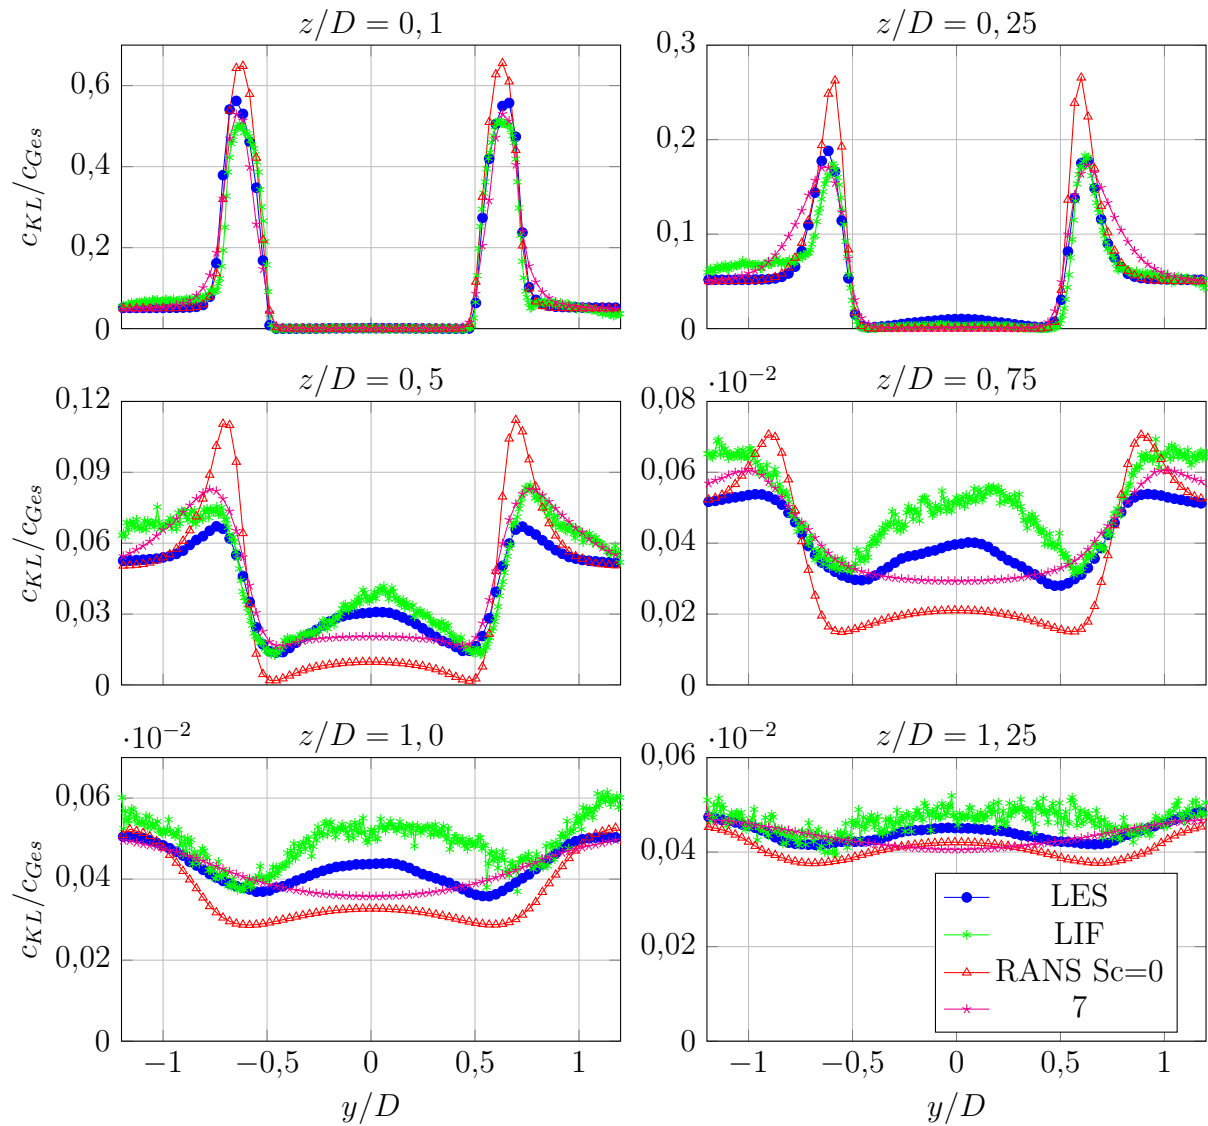 z/D = 0,1
0,6
0,4
0,2
0
c_KL/c_Ges
z/D = 0,25
0,3
0,2
0,1
0
z/D = 0,5
0,12
0,09
0,06
0,03
0
c_KL/c_Ges
·10⁻²
z/D = 0,75
0,08
0,06
0,04
0,02
0
·10⁻²
z/D = 1,0
0,06
0,04
0,02
0
c_KL/c_Ges
−1
−0,5
0
0,5
1
y/D
·10⁻²
z/D = 1,25
0,06
0,04
0,02
0
−1
−0,5
0
0,5
1
y/D
LES
LIF
RANS Sc=0
7